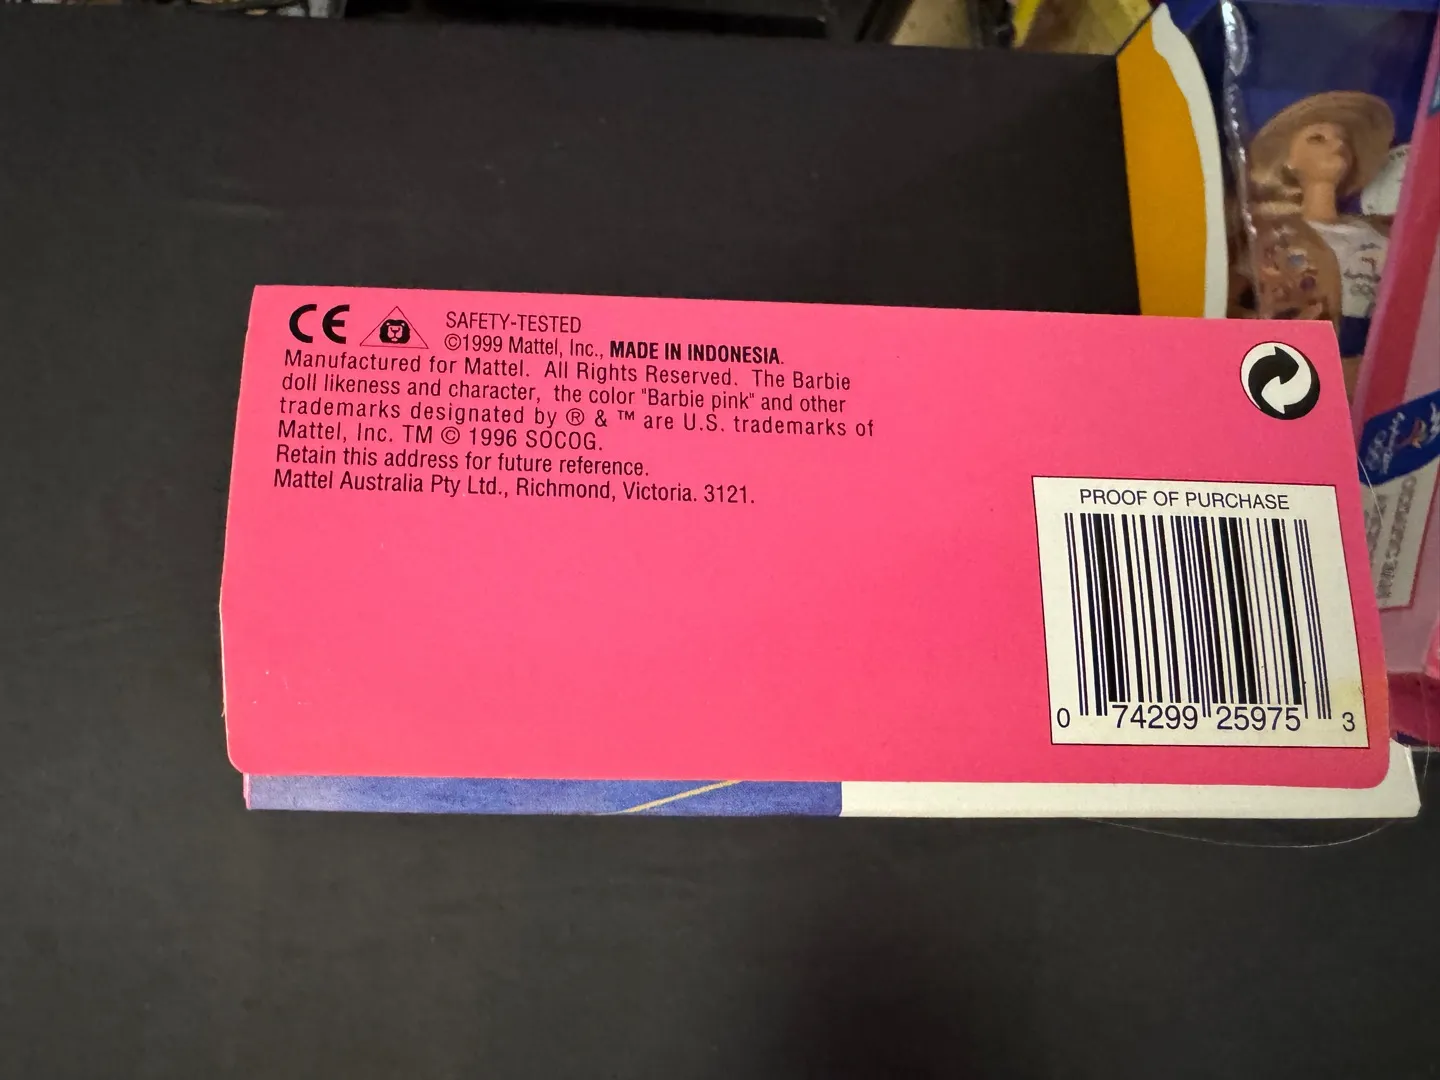 CE
SAFETY-TESTED
©1999 Mattel, Inc., MADE IN INDONESIA.
Manufactured for Mattel. All Rights Reserved. The Barbie
doll likeness and character, the color "Barbie pink" and other
trademarks designated by ® & ™ are U.S. trademarks of
Mattel, Inc. TM © 1996 SOCOG.
Retain this address for future reference.
Mattel Australia Pty Ltd., Richmond, Victoria. 3121.
PROOF OF PURCHASE
0 74299 25975 3